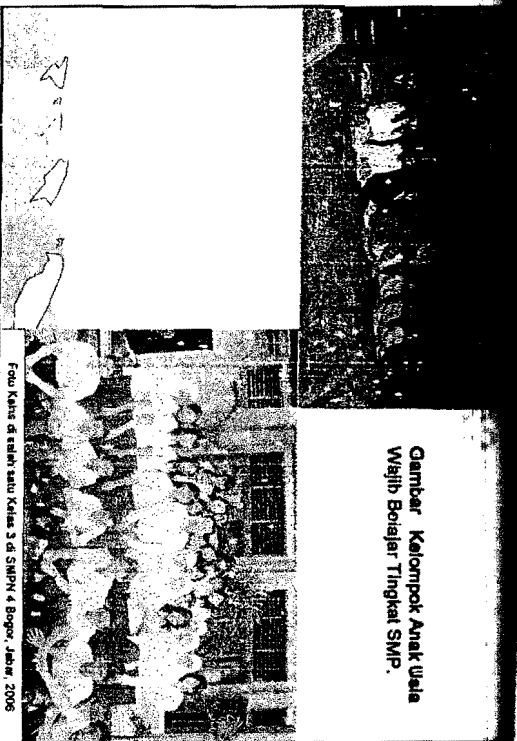 Gambar Kelompok Anak Usia
Wajib Belajar Tingkat SMP.
Foto Kelas di salah satu Kelas 3 di SMPN 4 Bogor, Jabar, 2006